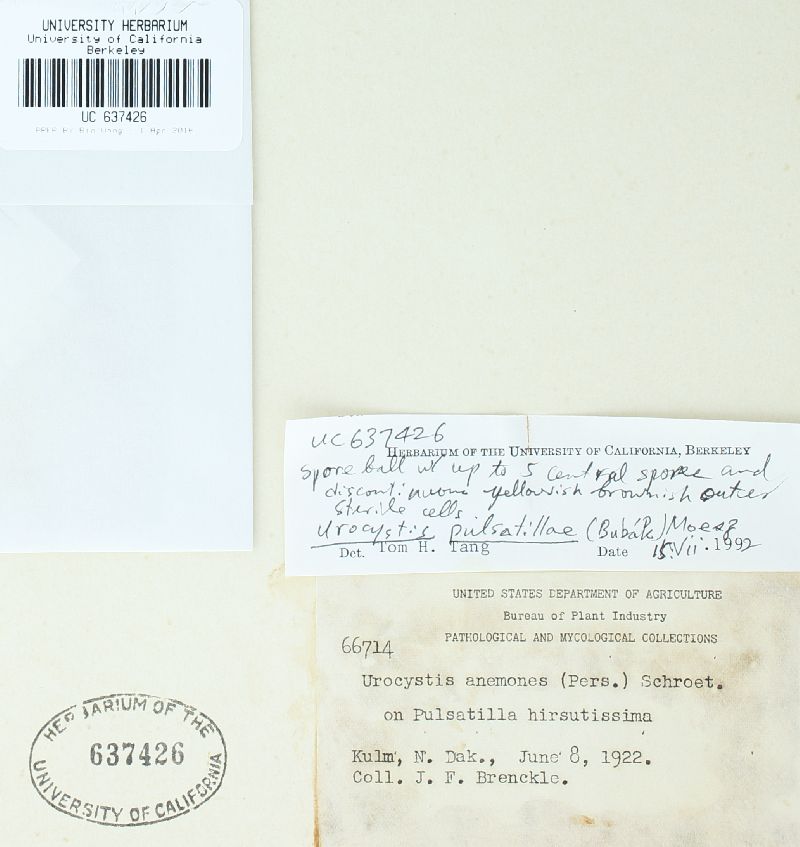 UNIVERSITY HERBARIUM
University of California
Berkeley
UC 637426
UC 637426
HERBARIUM OF THE UNIVERSITY OF CALIFORNIA, BERKELEY
Spore ball w up to 5 central spores and
discontinuous yellowish brownish outer
sterile cells.
Urocystis pulsatillae (Bubák) Moesz
Det. Tom H. Tang Date 15.Vii.1992
UNITED STATES DEPARTMENT OF AGRICULTURE
Bureau of Plant Industry
PATHOLOGICAL AND MYCOLOGICAL COLLECTIONS
66714
Urocystis anemones (Pers.) Schroet.
on Pulsatilla hirsutissima
Kulm, N. Dak., June 8, 1922.
Coll. J. F. Brenckle.
HERBARIUM OF THE
637426
UNIVERSITY OF CALIFORNIA